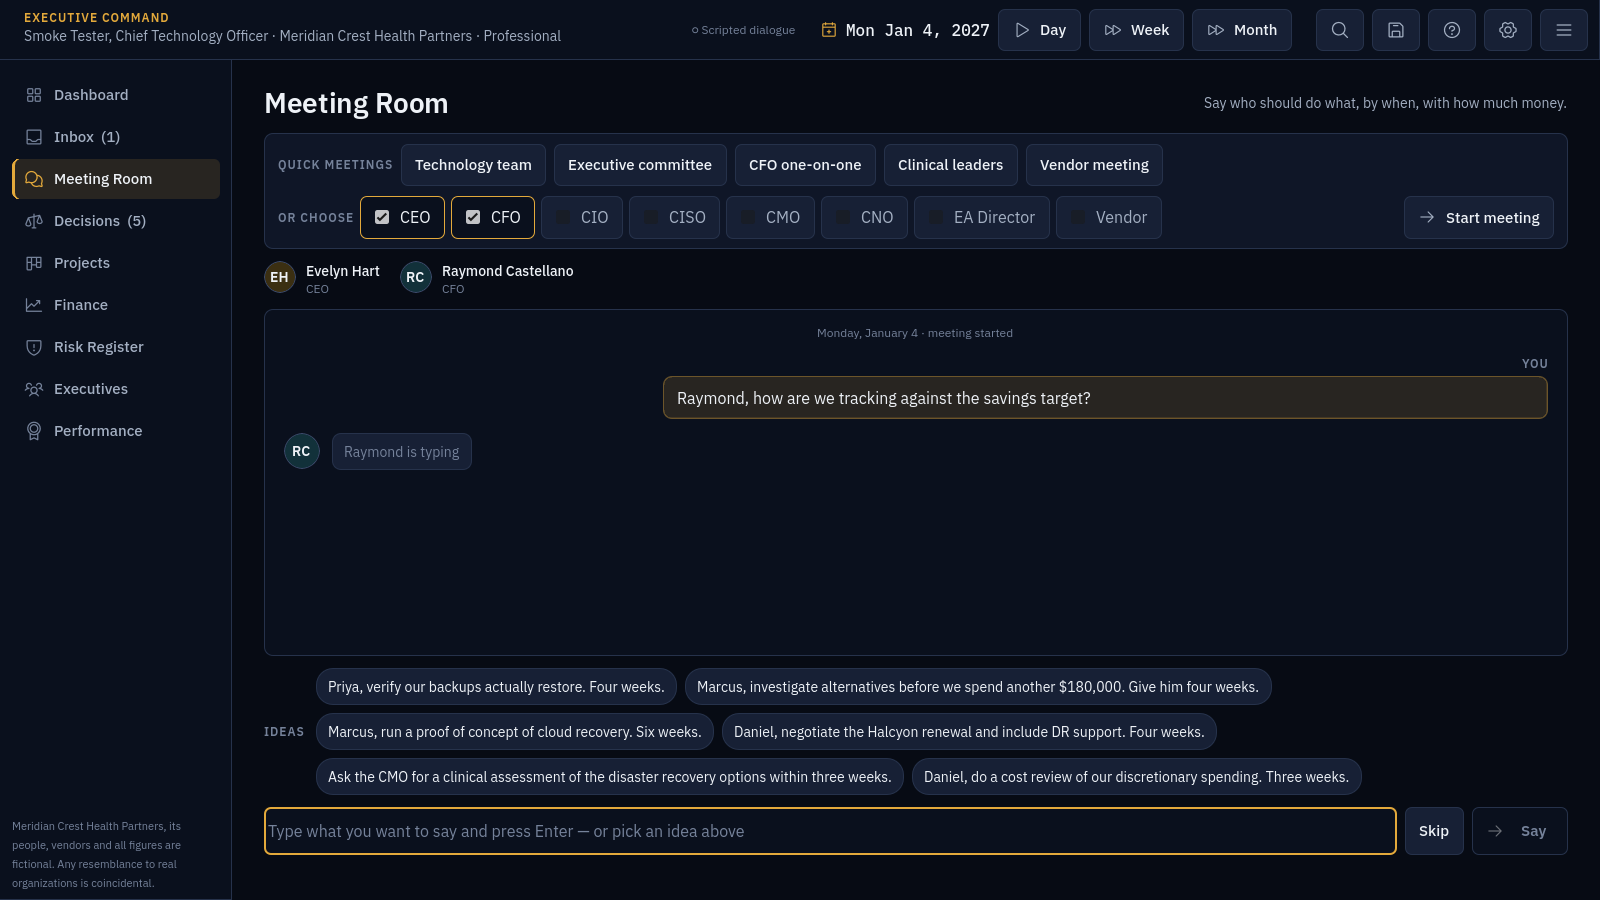 EXECUTIVE COMMAND
Smoke Tester, Chief Technology Officer · Meridian Crest Health Partners · Professional
Scripted dialogue
Mon Jan 4, 2027
Day
Week
Month
Dashboard
Inbox (1)
Meeting Room
Decisions (5)
Projects
Finance
Risk Register
Executives
Performance
Meridian Crest Health Partners, its
people, vendors and all figures are
fictional. Any resemblance to real
organizations is coincidental.
Meeting Room
Say who should do what, by when, with how much money.
QUICK MEETINGS
Technology team
Executive committee
CFO one-on-one
Clinical leaders
Vendor meeting
OR CHOOSE
CEO
CFO
CIO
CISO
CMO
CNO
EA Director
Vendor
Start meeting
EH
Evelyn Hart
CEO
RC
Raymond Castellano
CFO
Monday, January 4 · meeting started
YOU
Raymond, how are we tracking against the savings target?
RC
Raymond is typing
IDEAS
Priya, verify our backups actually restore. Four weeks.
Marcus, investigate alternatives before we spend another $180,000. Give him four weeks.
Marcus, run a proof of concept of cloud recovery. Six weeks.
Daniel, negotiate the Halcyon renewal and include DR support. Four weeks.
Ask the CMO for a clinical assessment of the disaster recovery options within three weeks.
Daniel, do a cost review of our discretionary spending. Three weeks.
Type what you want to say and press Enter — or pick an idea above
Skip
Say